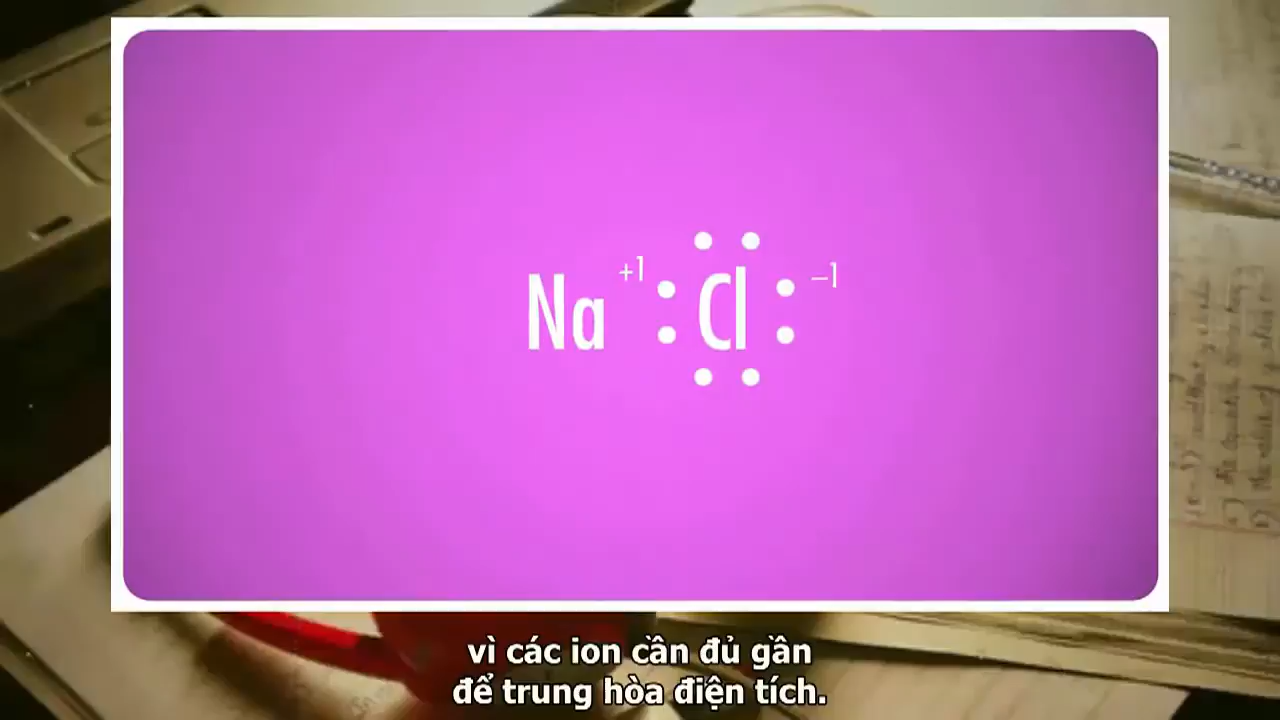 Na +1 Cl –1
vì các ion cần đủ gần
để trung hòa điện tích.